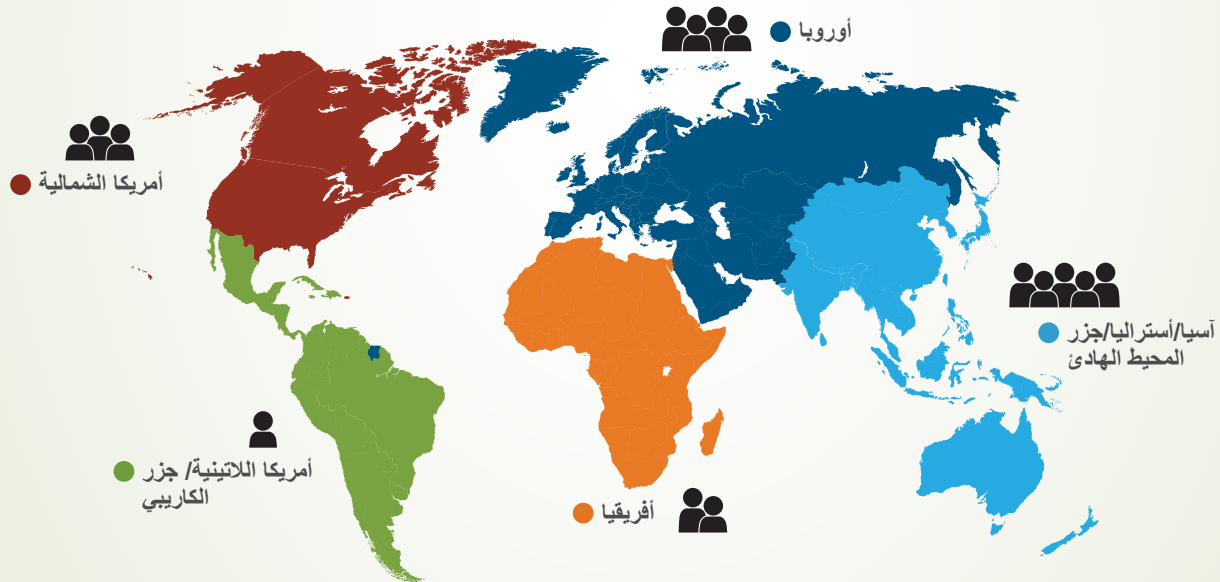 أوروبا
أمريكا الشمالية
آسيا/أستراليا/جزر
المحيط الهادئ
أمريكا اللاتينية/ جزر
الكاريبي
أفريقيا